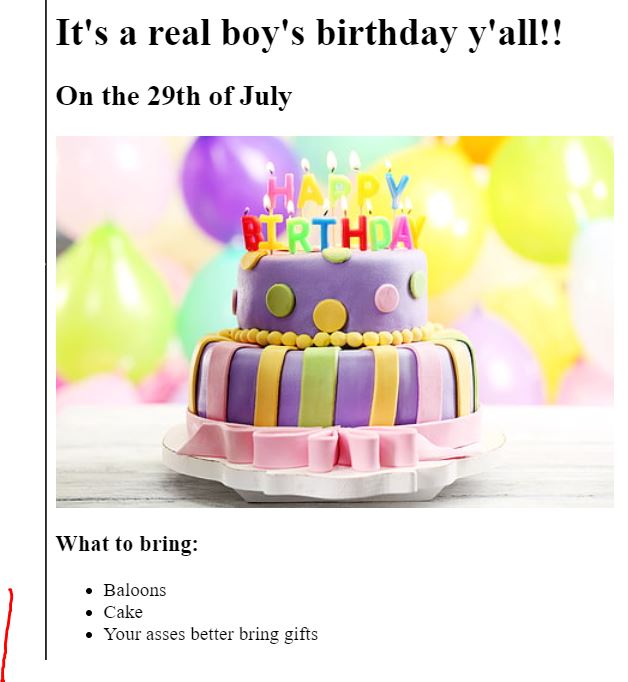 It's a real boy's birthday y'all!!
On the 29th of July
HAPPY
BIRTHDAY
What to bring:
Baloons
Cake
Your asses better bring gifts